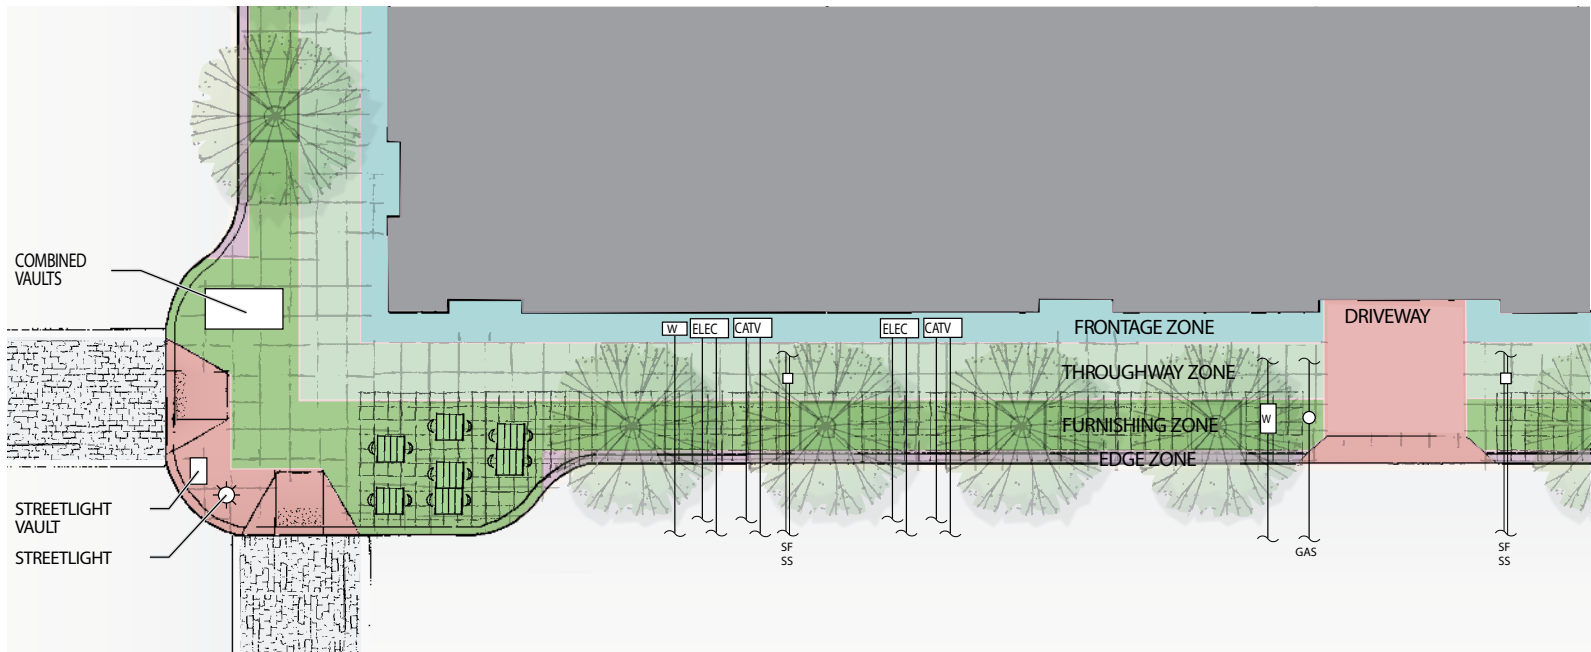 COMBINED
VAULTS
STREETLIGHT
VAULT
STREETLIGHT
W
ELEC
CATV
ELEC
CATV
FRONTAGE ZONE
DRIVEWAY
THROUGHWAY ZONE
FURNISHING ZONE
W
EDGE ZONE
SF
SS
GAS
SF
SS